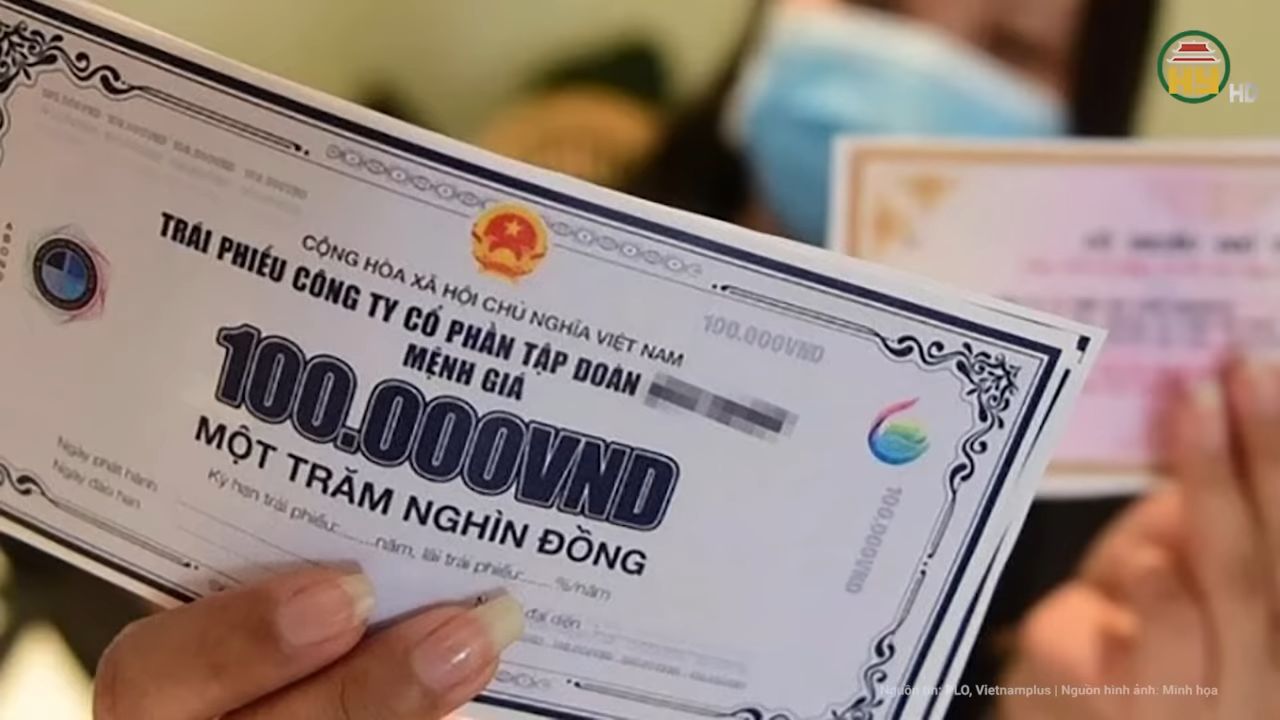 HY
HD
CỘNG HÒA XÃ HỘI CHỦ NGHĨA VIỆT NAM
TRÁI PHIẾU CÔNG TY CỔ PHẦN TẬP ĐOÀN
MỆNH GIÁ
100.000VND
100.000VND
MỘT TRĂM NGHÌN ĐỒNG
Kỳ hạn trái phiếu:.......năm, lãi trái phiếu:......%/năm
Ngày phát hành
Ngày đáo hạn
đại diện
100.000VND
Nguồn tin: PLO, Vietnamplus | Nguồn hình ảnh: Minh họa